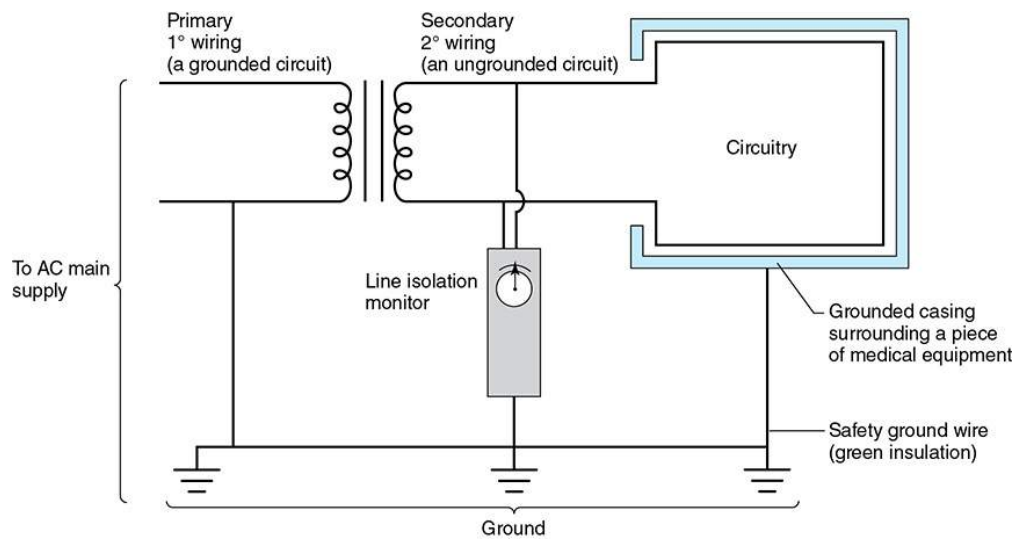 Primary
1° wiring
(a grounded circuit)
Secondary
2° wiring
(an ungrounded circuit)
Circuitry
To AC main
supply
Line isolation
monitor
Grounded casing
surrounding a piece
of medical equipment
Safety ground wire
(green insulation)
Ground